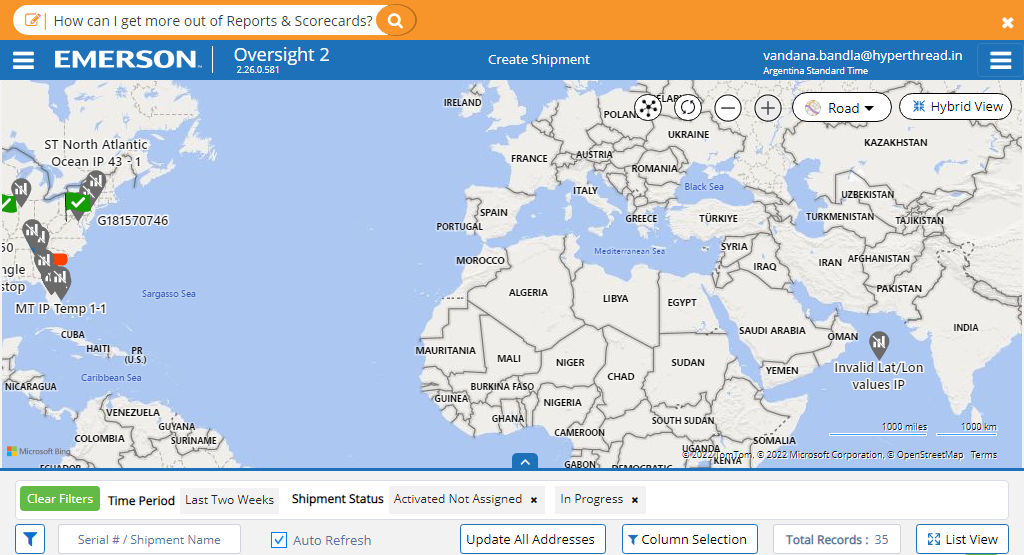 How can I get more out of Reports & Scorecards?
EMERSON
Oversight 2
2.26.0.581
Create Shipment
vandana.bandla@hyperthread.in
Argentina Standard Time
Road
Hybrid View
IRELAND
POLAN
ELAR
UKRAINE
KAZAKHSTAN
FRANCE
AUSTRIA
ROMANIA
ITALY
Black Sea
UZBEKISTAN
SPAIN
PORTUGAL
GREECE
TÜRKIYE
TURKMENISTAN
TAJIKISTAN
Mediterranean Sea
SYRIA
MOROCCO
IRAQ
IRAN
AFGHANISTAN
PAKISTAN
ALGERIA
LIBYA
EGYPT
SAUDI ARABIA
OMAN
INDIA
MAURITANIA
MALI
NIGER
CHAD
SUDAN
YEMEN
Invalid Lat/Lon
values IP
BURKINA FASO
GUINEA
NIGERIA
GHANA
CAMEROON
SOUTH SUDAN
SOMALIA
UGANDA
KENYA
GABON
DEMOCRATIC
ST North Atlantic
Ocean IP 43 - 1
G181570746
50
ngle
stop
MT IP Temp 1-1
Sargasso Sea
CUBA
HAITI
PR
(U.S.)
Caribbean Sea
NICARAGUA
VENEZUELA
GUYANA
COLOMBIA
SURINAME
ECUADOR
Microsoft Bing
1000 miles
1000 km
© 2022 TomTom, © 2022 Microsoft Corporation, © OpenStreetMap Terms
Clear Filters
Time Period
Last Two Weeks
Shipment Status
Activated Not Assigned ×
In Progress ×
Serial # / Shipment Name
Auto Refresh
Update All Addresses
Column Selection
Total Records : 35
List View